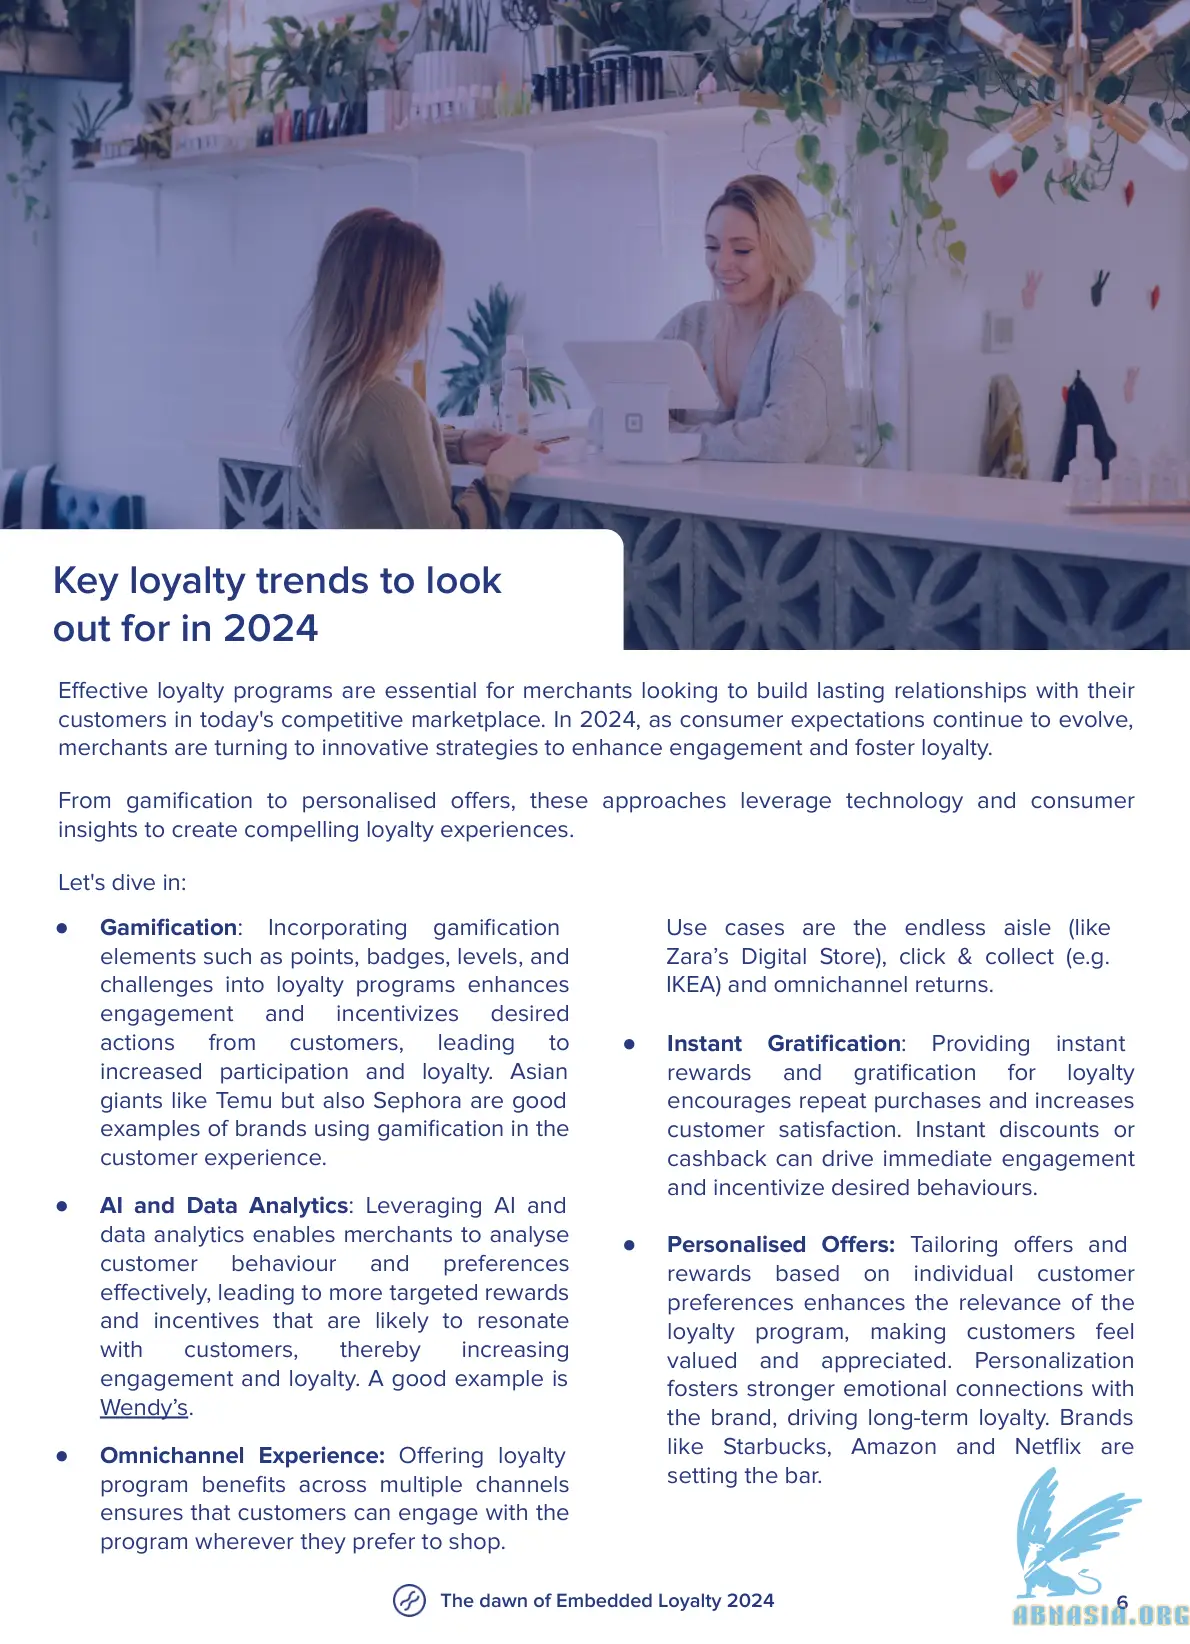 Key loyalty trends to look
out for in 2024
Effective loyalty programs are essential for merchants looking to build lasting relationships with their
customers in today's competitive marketplace. In 2024, as consumer expectations continue to evolve,
merchants are turning to innovative strategies to enhance engagement and foster loyalty.
From gamification to personalised offers, these approaches leverage technology and consumer
insights to create compelling loyalty experiences.
Let's dive in:
● Gamification: Incorporating gamification
elements such as points, badges, levels, and
challenges into loyalty programs enhances
engagement and incentivizes desired
actions from customers, leading to
increased participation and loyalty. Asian
giants like Temu but also Sephora are good
examples of brands using gamification in the
customer experience.
● AI and Data Analytics: Leveraging AI and
data analytics enables merchants to analyse
customer behaviour and preferences
effectively, leading to more targeted rewards
and incentives that are likely to resonate
with customers, thereby increasing
engagement and loyalty. A good example is
Wendy’s.
● Omnichannel Experience: Offering loyalty
program benefits across multiple channels
ensures that customers can engage with the
program wherever they prefer to shop.
Use cases are the endless aisle (like
Zara’s Digital Store), click & collect (e.g.
IKEA) and omnichannel returns.
● Instant Gratification: Providing instant
rewards and gratification for loyalty
encourages repeat purchases and increases
customer satisfaction. Instant discounts or
cashback can drive immediate engagement
and incentivize desired behaviours.
● Personalised Offers: Tailoring offers and
rewards based on individual customer
preferences enhances the relevance of the
loyalty program, making customers feel
valued and appreciated. Personalization
fosters stronger emotional connections with
the brand, driving long-term loyalty. Brands
like Starbucks, Amazon and Netflix are
setting the bar.
The dawn of Embedded Loyalty 2024
6
ABNASIA.ORG